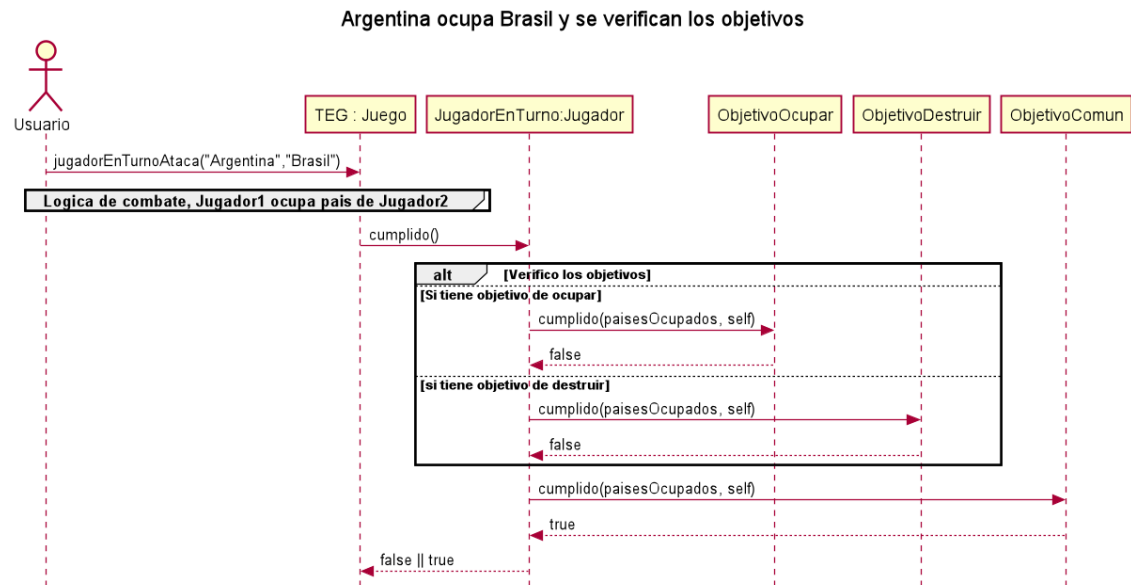 Argentina ocupa Brasil y se verifican los objetivos
Usuario
TEG : Juego
JugadorEnTurno:Jugador
ObjetivoOcupar
ObjetivoDestruir
ObjetivoComun
jugadorEnTurnoAtaca("Argentina","Brasil")
Logica de combate, Jugador1 ocupa pais de Jugador2
cumplido()
alt [Verifico los objetivos]
[Si tiene objetivo de ocupar]
cumplido(paisesOcupados, self)
false
[si tiene objetivo de destruir]
cumplido(paisesOcupados, self)
false
cumplido(paisesOcupados, self)
true
false || true